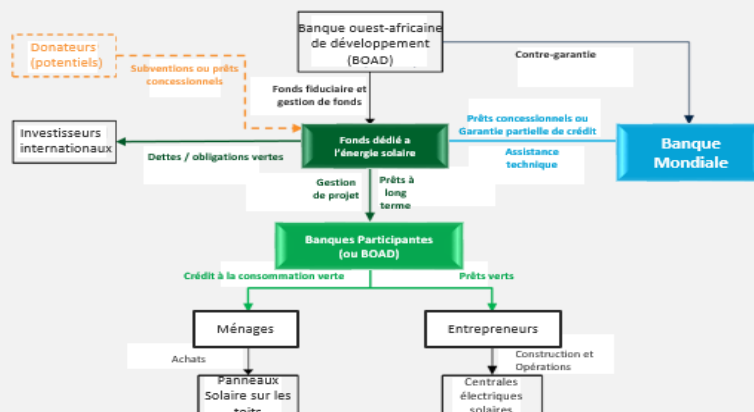 Banque ouest-africaine
de développement
(BOAD)
Donateurs
(potentiels)
Subventions ou prêts
concessionnels
Contre-garantie
Fonds fiduciaire et
gestion de fonds
Investisseurs
internationaux
Dettes / obligations vertes
Fonds dédié a
l'énergie solaire
Prêts concessionnels ou
Garantie partielle de crédit
Assistance
technique
Banque
Mondiale
Gestion
de projet
Prêts à
long
terme
Banques Participantes
(ou BOAD)
Crédit à la consommation verte
Prêts verts
Ménages
Entrepreneurs
Achats
Construction et
Opérations
Panneaux
Solaire sur les
toits
Centrales
électriques
solaires